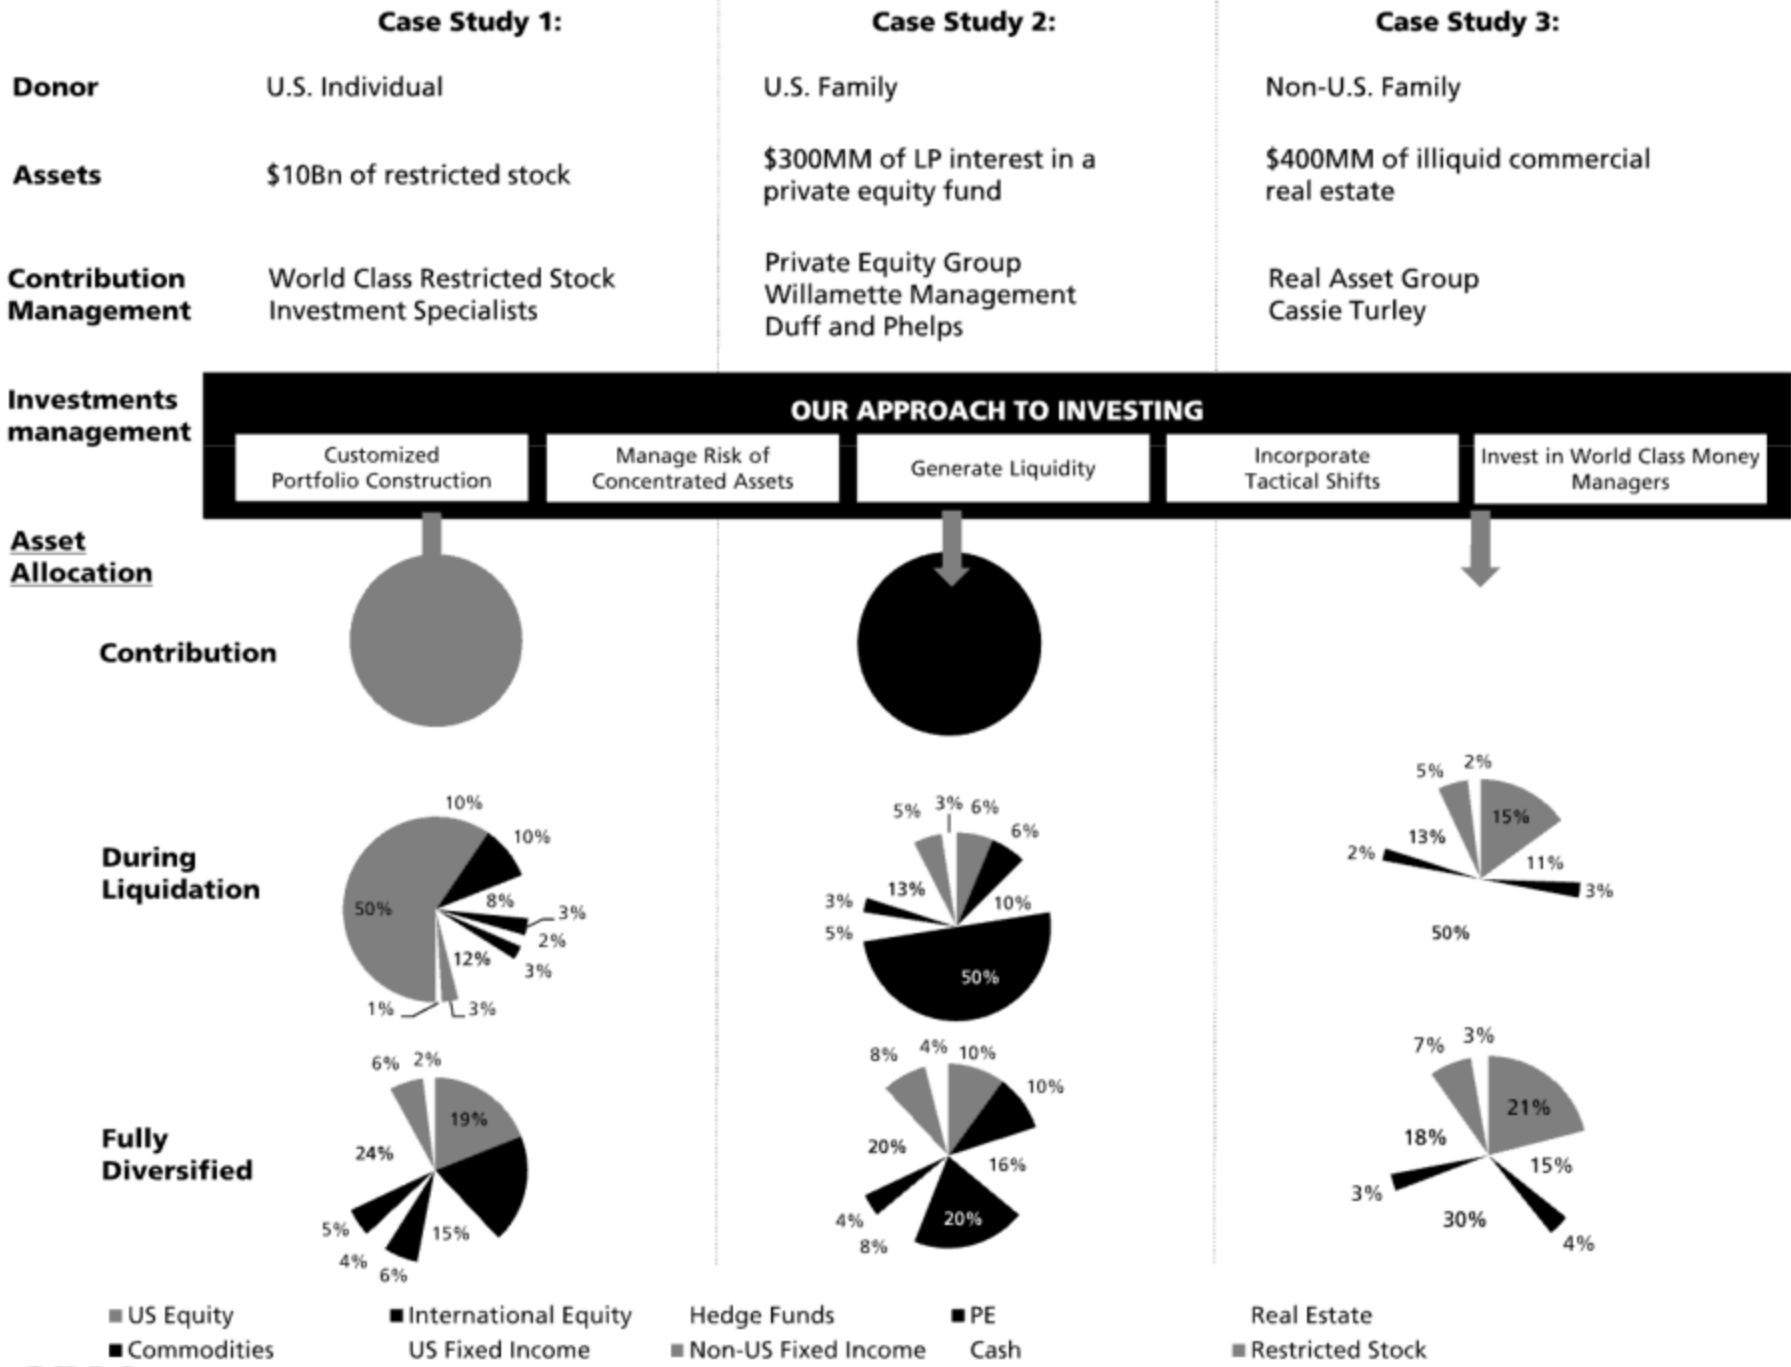 Case Study 1:
Case Study 2:
Case Study 3:
Donor
U.S. Individual
U.S. Family
Non-U.S. Family
Assets
$10Bn of restricted stock
$300MM of LP interest in a
private equity fund
$400MM of illiquid commercial
real estate
Contribution
Management
World Class Restricted Stock
Investment Specialists
Private Equity Group
Willamette Management
Duff and Phelps
Real Asset Group
Cassie Turley
Investments
management
OUR APPROACH TO INVESTING
Customized
Portfolio Construction
Manage Risk of
Concentrated Assets
Generate Liquidity
Incorporate
Tactical Shifts
Invest in World Class Money
Managers
Asset
Allocation
Contribution
During
Liquidation
10%
10%
8%
3%
2%
3%
12%
3%
1%
50%
3%
6%
6%
10%
50%
5%
3%
13%
5%
2%
15%
11%
3%
50%
2%
13%
5%
Fully
Diversified
2%
19%
15%
6%
4%
5%
24%
6%
4%
10%
10%
16%
20%
8%
4%
20%
8%
3%
21%
15%
4%
30%
3%
18%
7%
US Equity
International Equity
Hedge Funds
PE
Real Estate
Commodities
US Fixed Income
Non-US Fixed Income
Cash
Restricted Stock